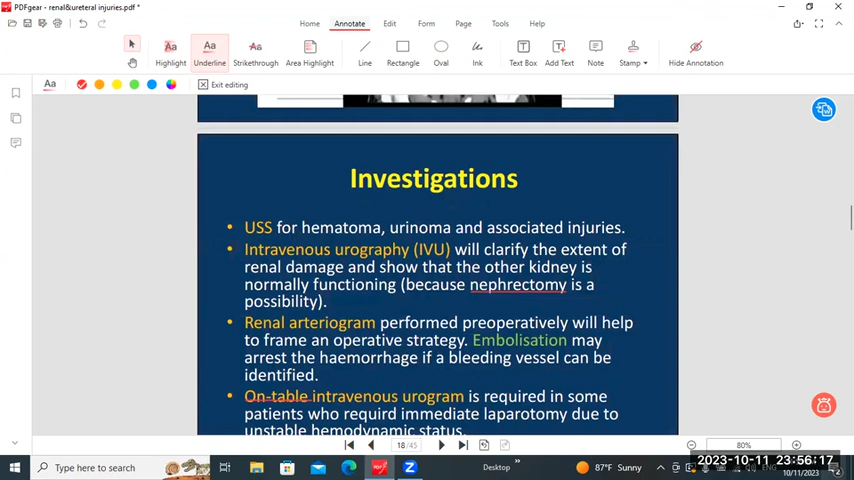 PDFgear - renal&ureteral injuries.pdf *
Home Annotate Edit Form Page Tools Help
Highlight Underline Strikethrough Area Highlight Line Rectangle Oval Ink Text Box Add Text Note Stamp Hide Annotation
Exit editing
Investigations
• USS for hematoma, urinoma and associated injuries.
• Intravenous urography (IVU) will clarify the extent of
renal damage and show that the other kidney is
normally functioning (because nephrectomy is a
possibility).
• Renal arteriogram performed preoperatively will help
to frame an operative strategy. Embolisation may
arrest the haemorrhage if a bleeding vessel can be
identified.
• On-table intravenous urogram is required in some
patients who requird immediate laparotomy due to
unstable hemodynamic status.
18 /45
80%
Type here to search
Desktop
87°F Sunny
ENG
2023-10-11 23:56:17
10/11/2023